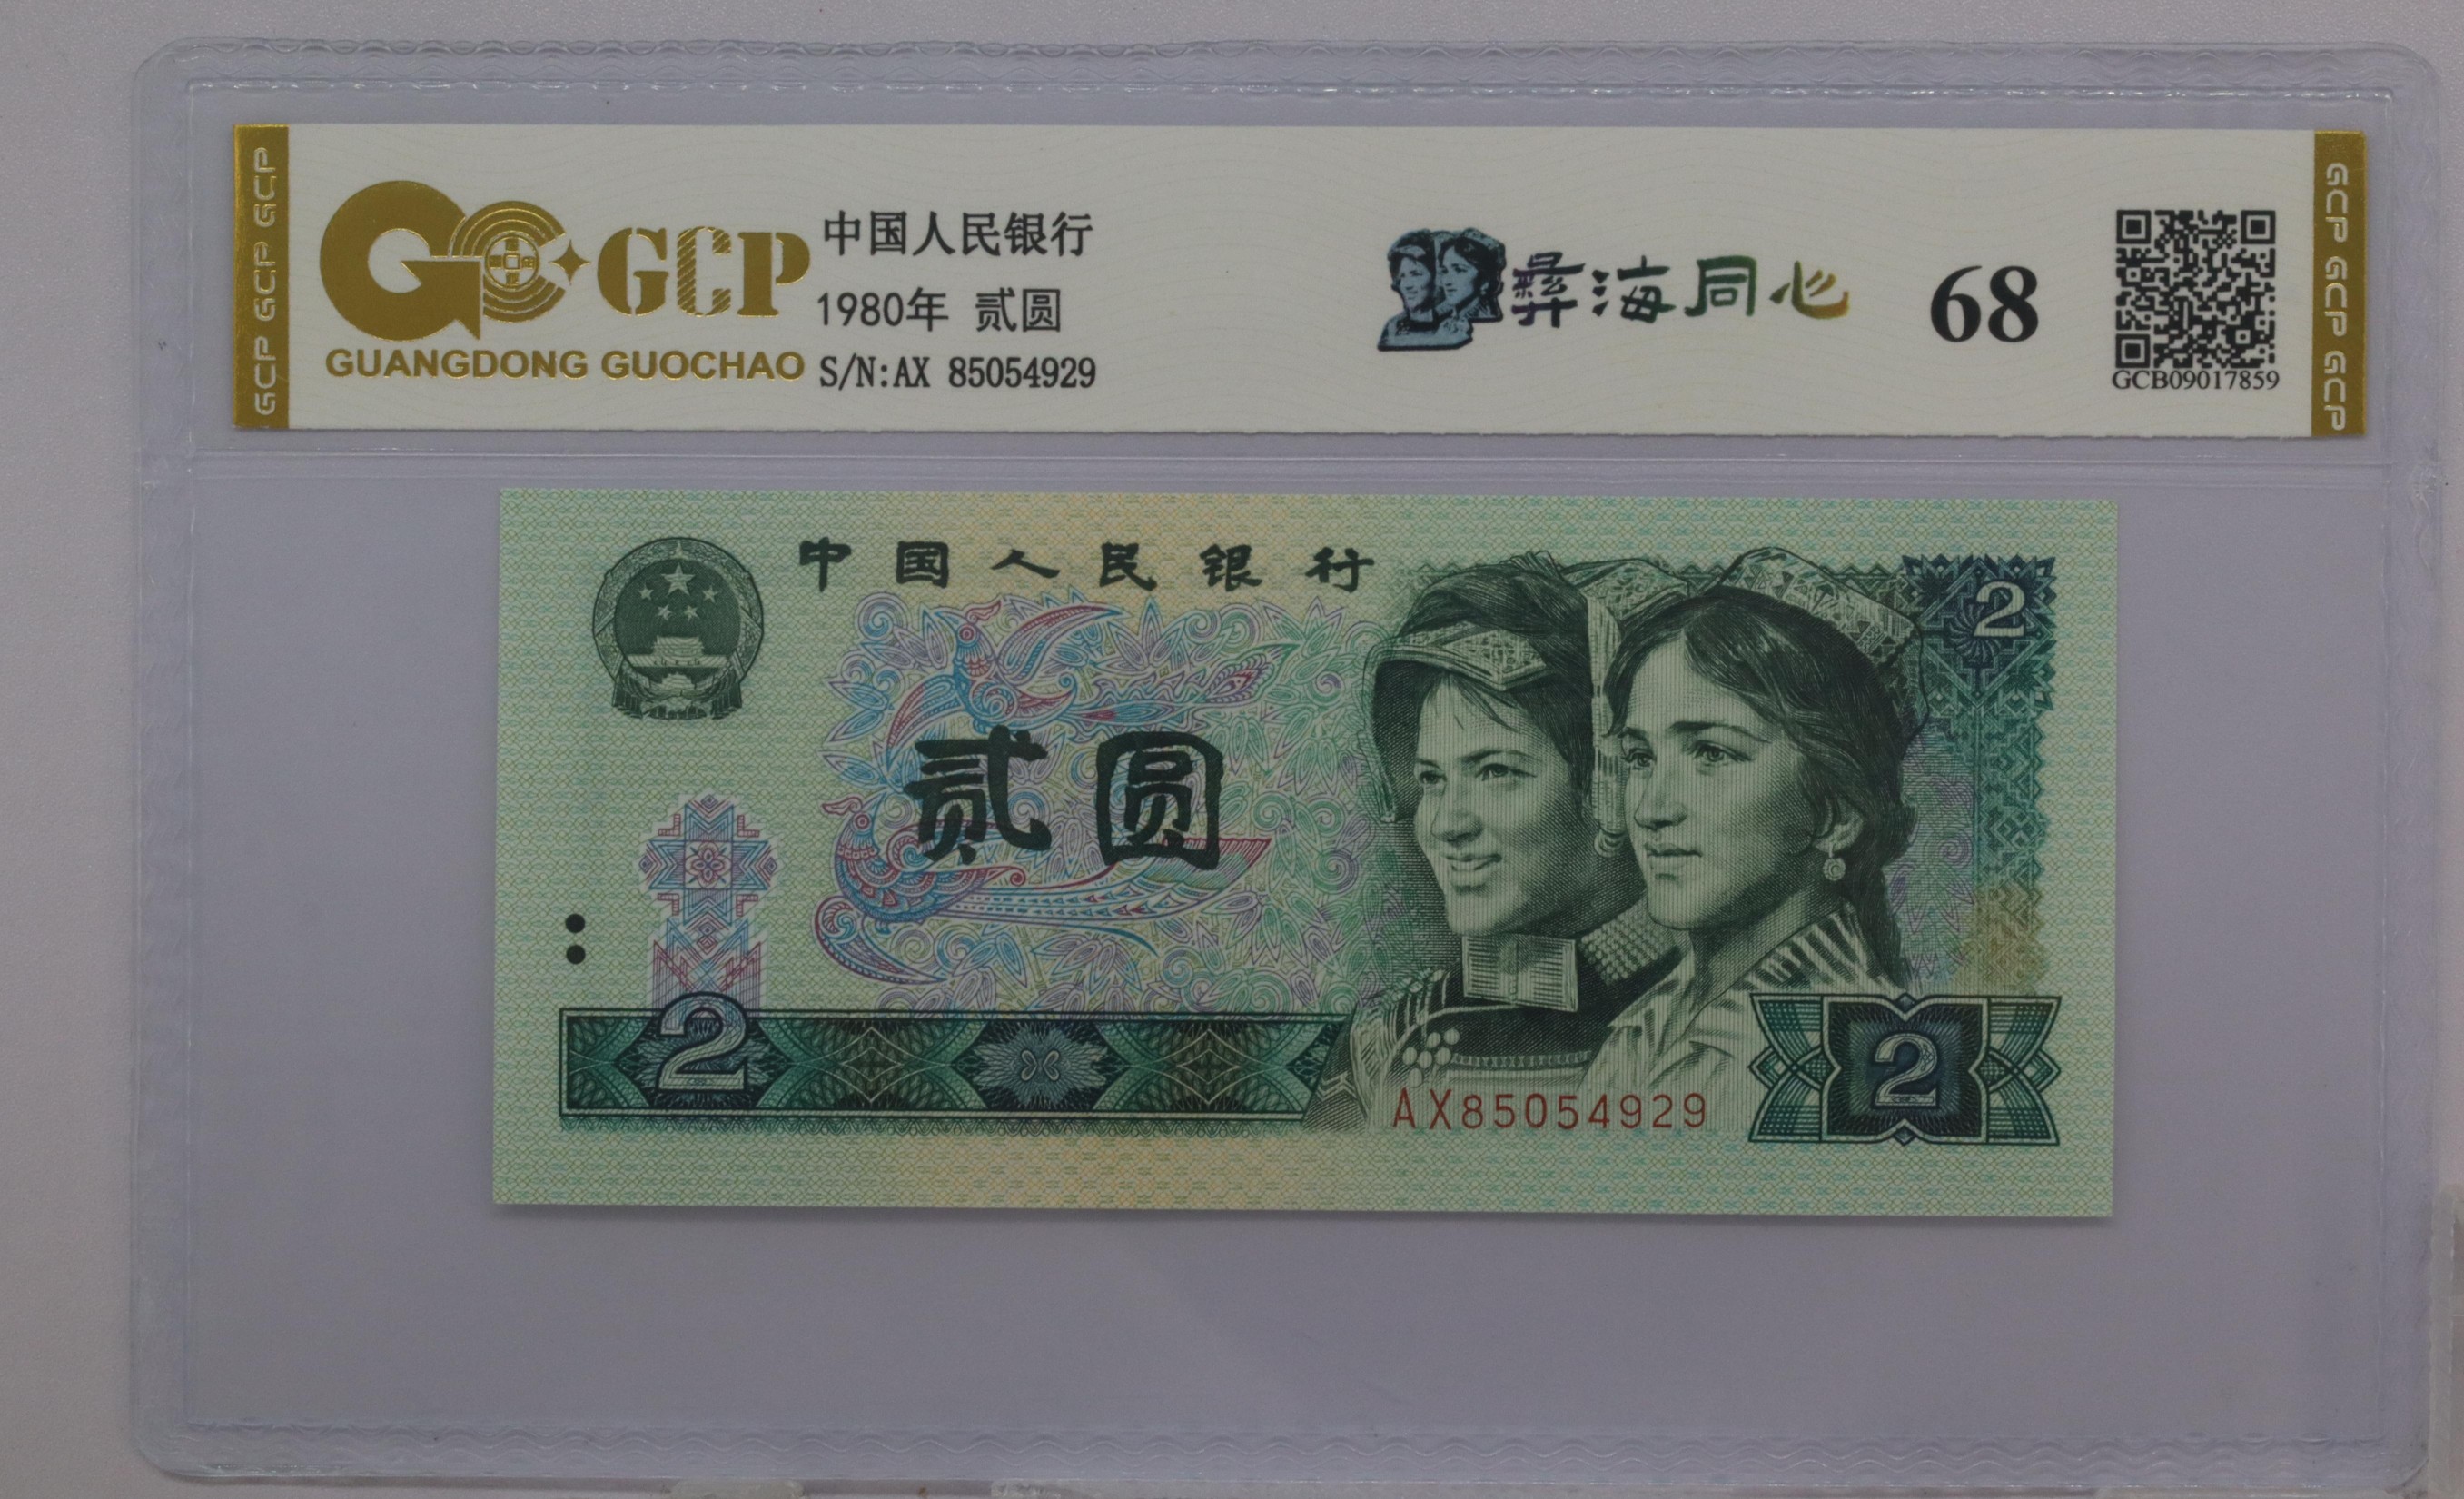 GCP GCP GCP
GCP
GUANGDONG GUOCHAO
中国人民银行
1980年 贰圆
S/N:AX 85054929
彝海同心
68
GCB09017859
GCP GCP GCP
中国人民银行
2
贰圆
2
AX85054929
2